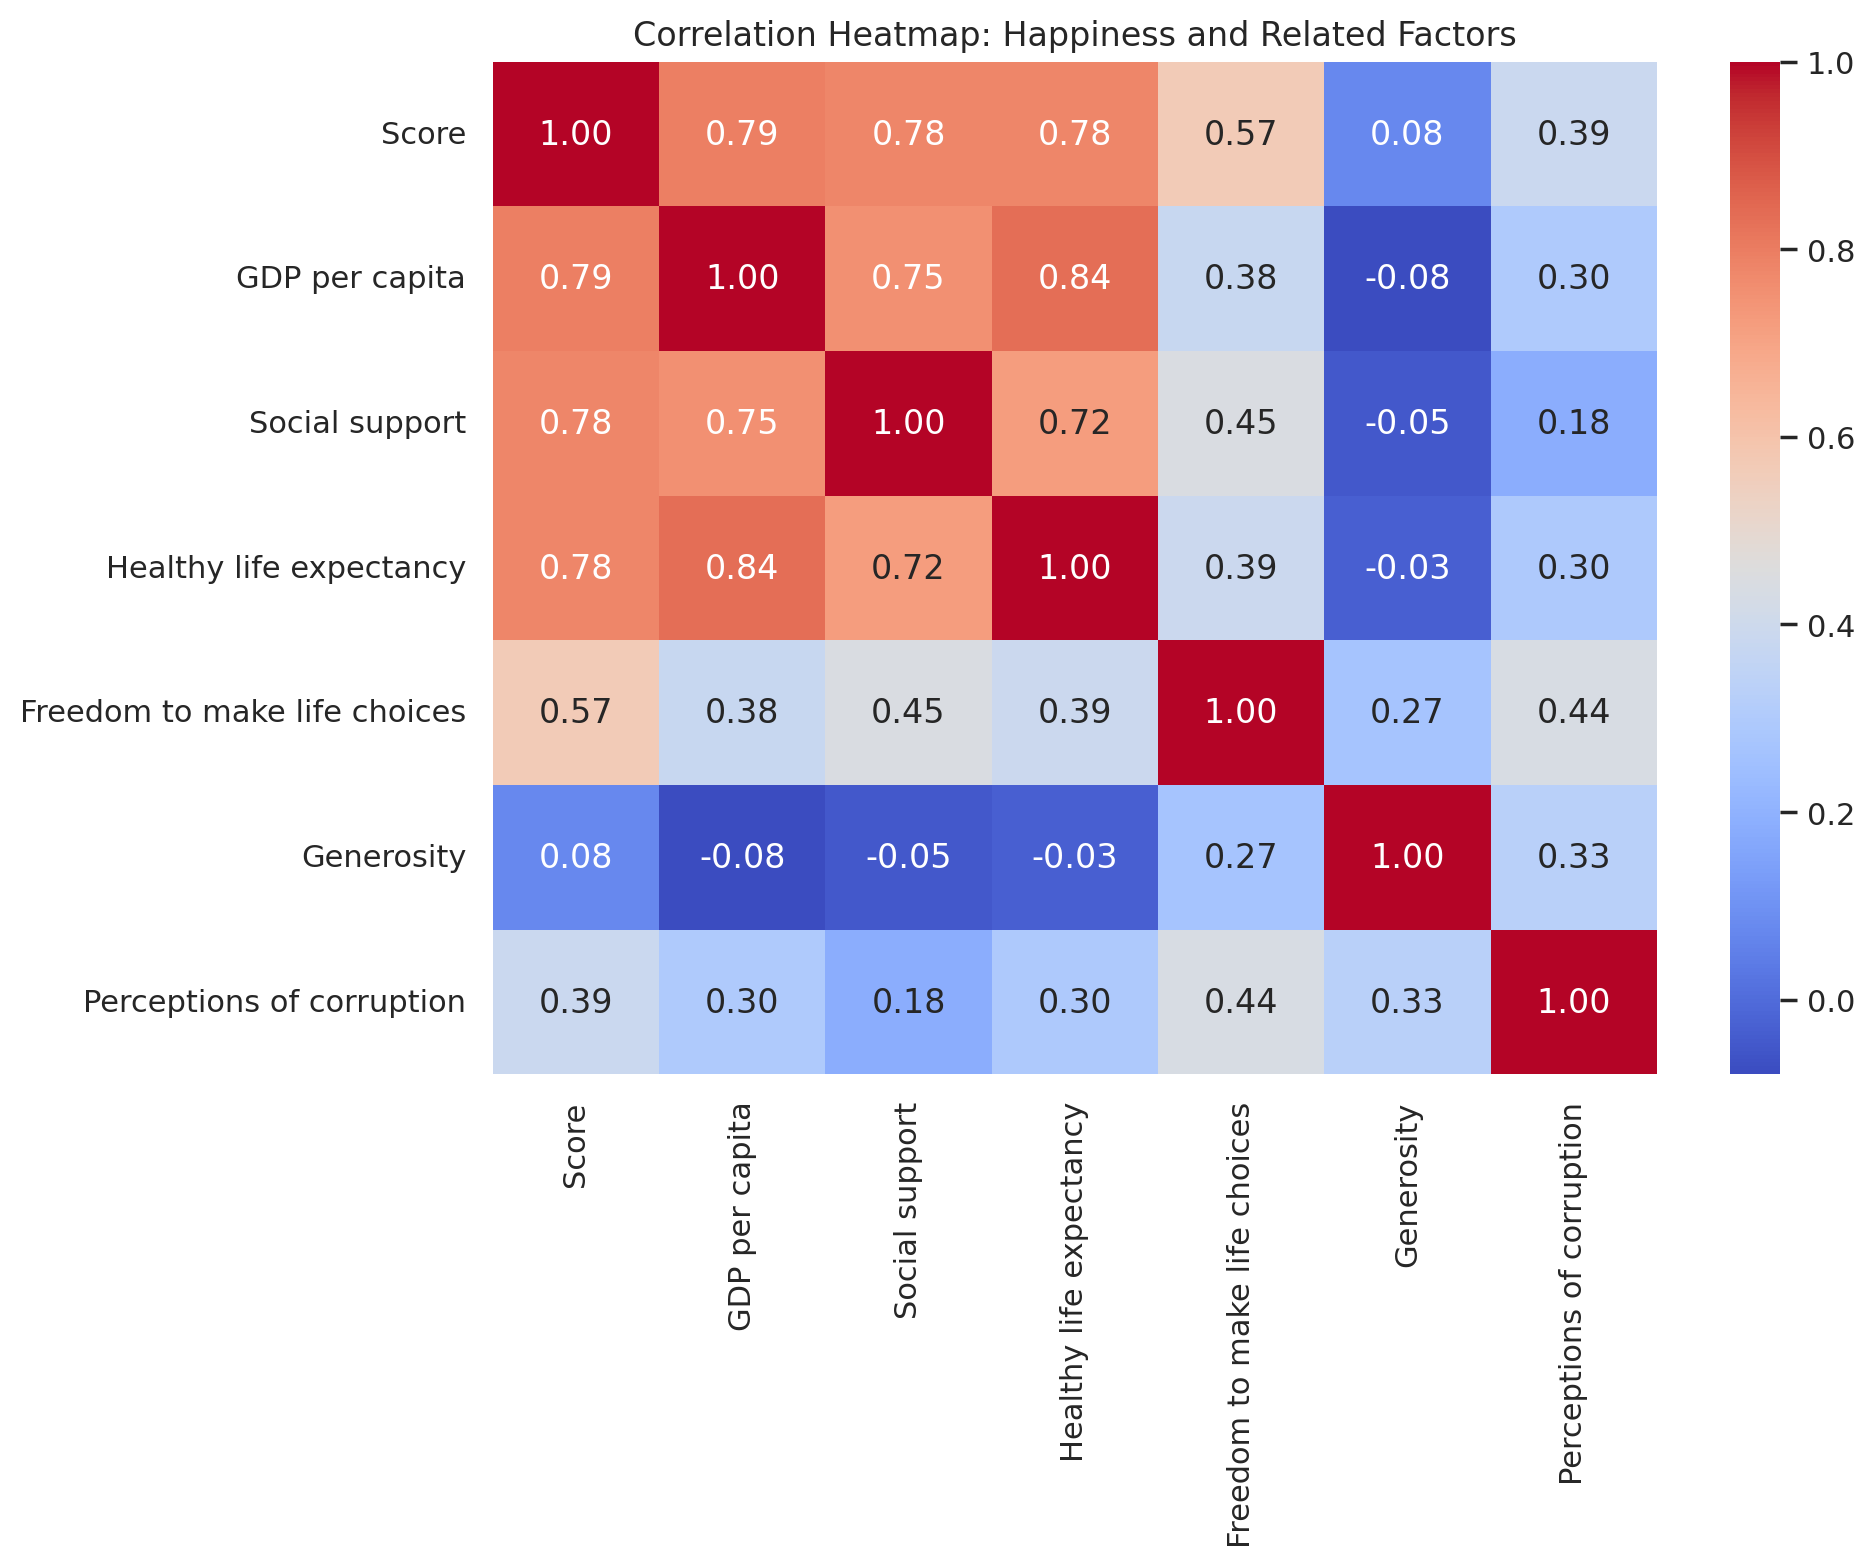 Correlation Heatmap: Happiness and Related Factors
Score 1.00 0.79 0.78 0.78 0.57 0.08 0.39
GDP per capita 0.79 1.00 0.75 0.84 0.38 -0.08 0.30
Social support 0.78 0.75 1.00 0.72 0.45 -0.05 0.18
Healthy life expectancy 0.78 0.84 0.72 1.00 0.39 -0.03 0.30
Freedom to make life choices 0.57 0.38 0.45 0.39 1.00 0.27 0.44
Generosity 0.08 -0.08 -0.05 -0.03 0.27 1.00 0.33
Perceptions of corruption 0.39 0.30 0.18 0.30 0.44 0.33 1.00
Score
GDP per capita
Social support
Healthy life expectancy
Freedom to make life choices
Generosity
Perceptions of corruption
1.0
0.8
0.6
0.4
0.2
0.0